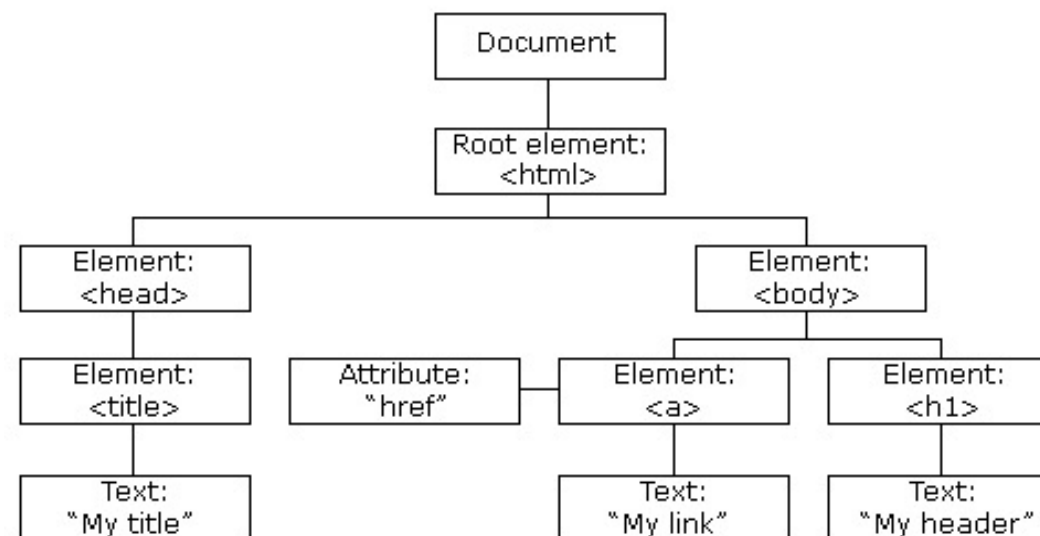 Document
Root element:
<html>
Element:
<head>
Element:
<body>
Element:
<title>
Attribute:
“href”
Element:
<a>
Element:
<h1>
Text:
“My title”
Text:
“My link”
Text:
“My header”